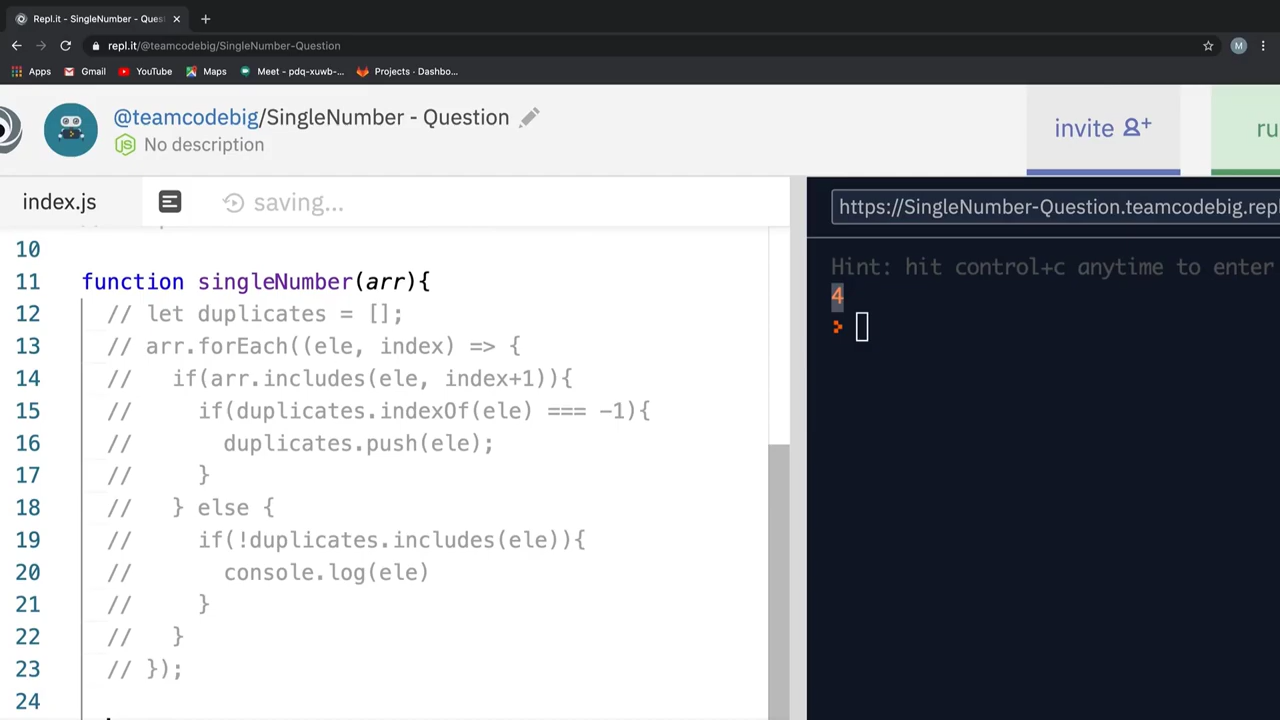 Repl.it - SingleNumber - Ques
repl.it/@teamcodebig/SingleNumber-Question
M
Apps Gmail YouTube Maps Meet - pdq-xuwb-... Projects · Dashbo...
@teamcodebig/SingleNumber - Question
No description
invite
ru
index.js
saving...
https://SingleNumber-Question.teamcodebig.repl
10
11 function singleNumber(arr){
12 // let duplicates = [];
13 // arr.forEach((ele, index) => {
14 // if(arr.includes(ele, index+1)){
15 // if(duplicates.indexOf(ele) === -1){
16 // duplicates.push(ele);
17 // }
18 // } else {
19 // if(!duplicates.includes(ele)){
20 // console.log(ele)
21 // }
22 // }
23 // });
24
Hint: hit control+c anytime to enter
4